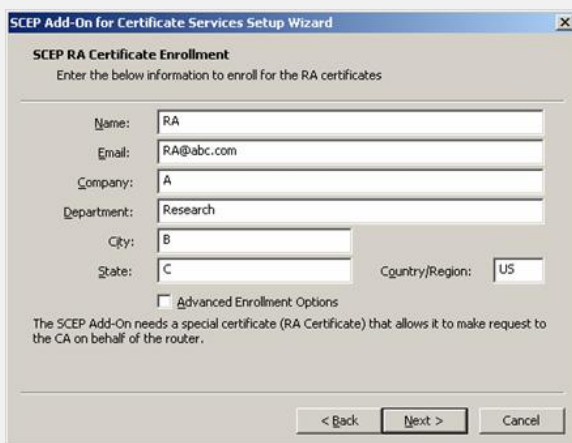 SCEP Add-On for Certificate Services Setup Wizard
SCEP RA Certificate Enrollment
Enter the below information to enroll for the RA certificates
Name: RA
Email: RA@abc.com
Company: A
Department: Research
City: B
State: C Country/Region: US
Advanced Enrollment Options
The SCEP Add-On needs a special certificate (RA Certificate) that allows it to make request to
the CA on behalf of the router.
< Back Next > Cancel